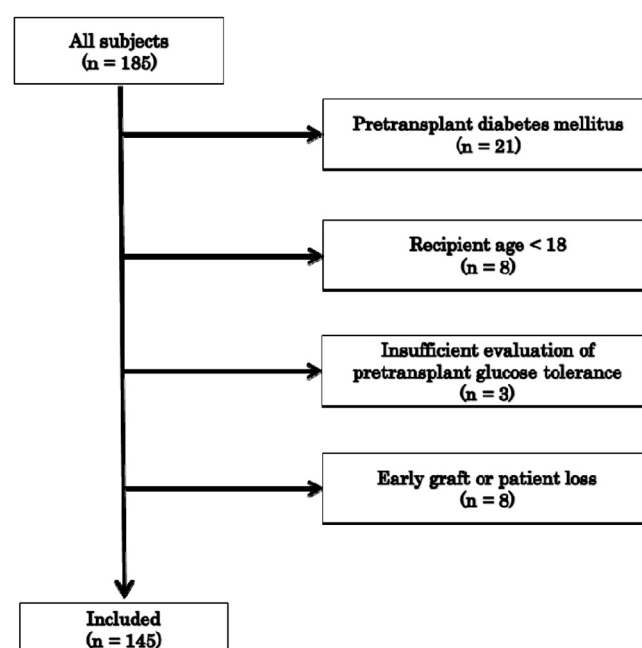 All subjects
(n = 185)
Pretransplant diabetes mellitus
(n = 21)
Recipient age < 18
(n = 8)
Insufficient evaluation of
pretransplant glucose tolerance
(n = 3)
Early graft or patient loss
(n = 8)
Included
(n = 145)